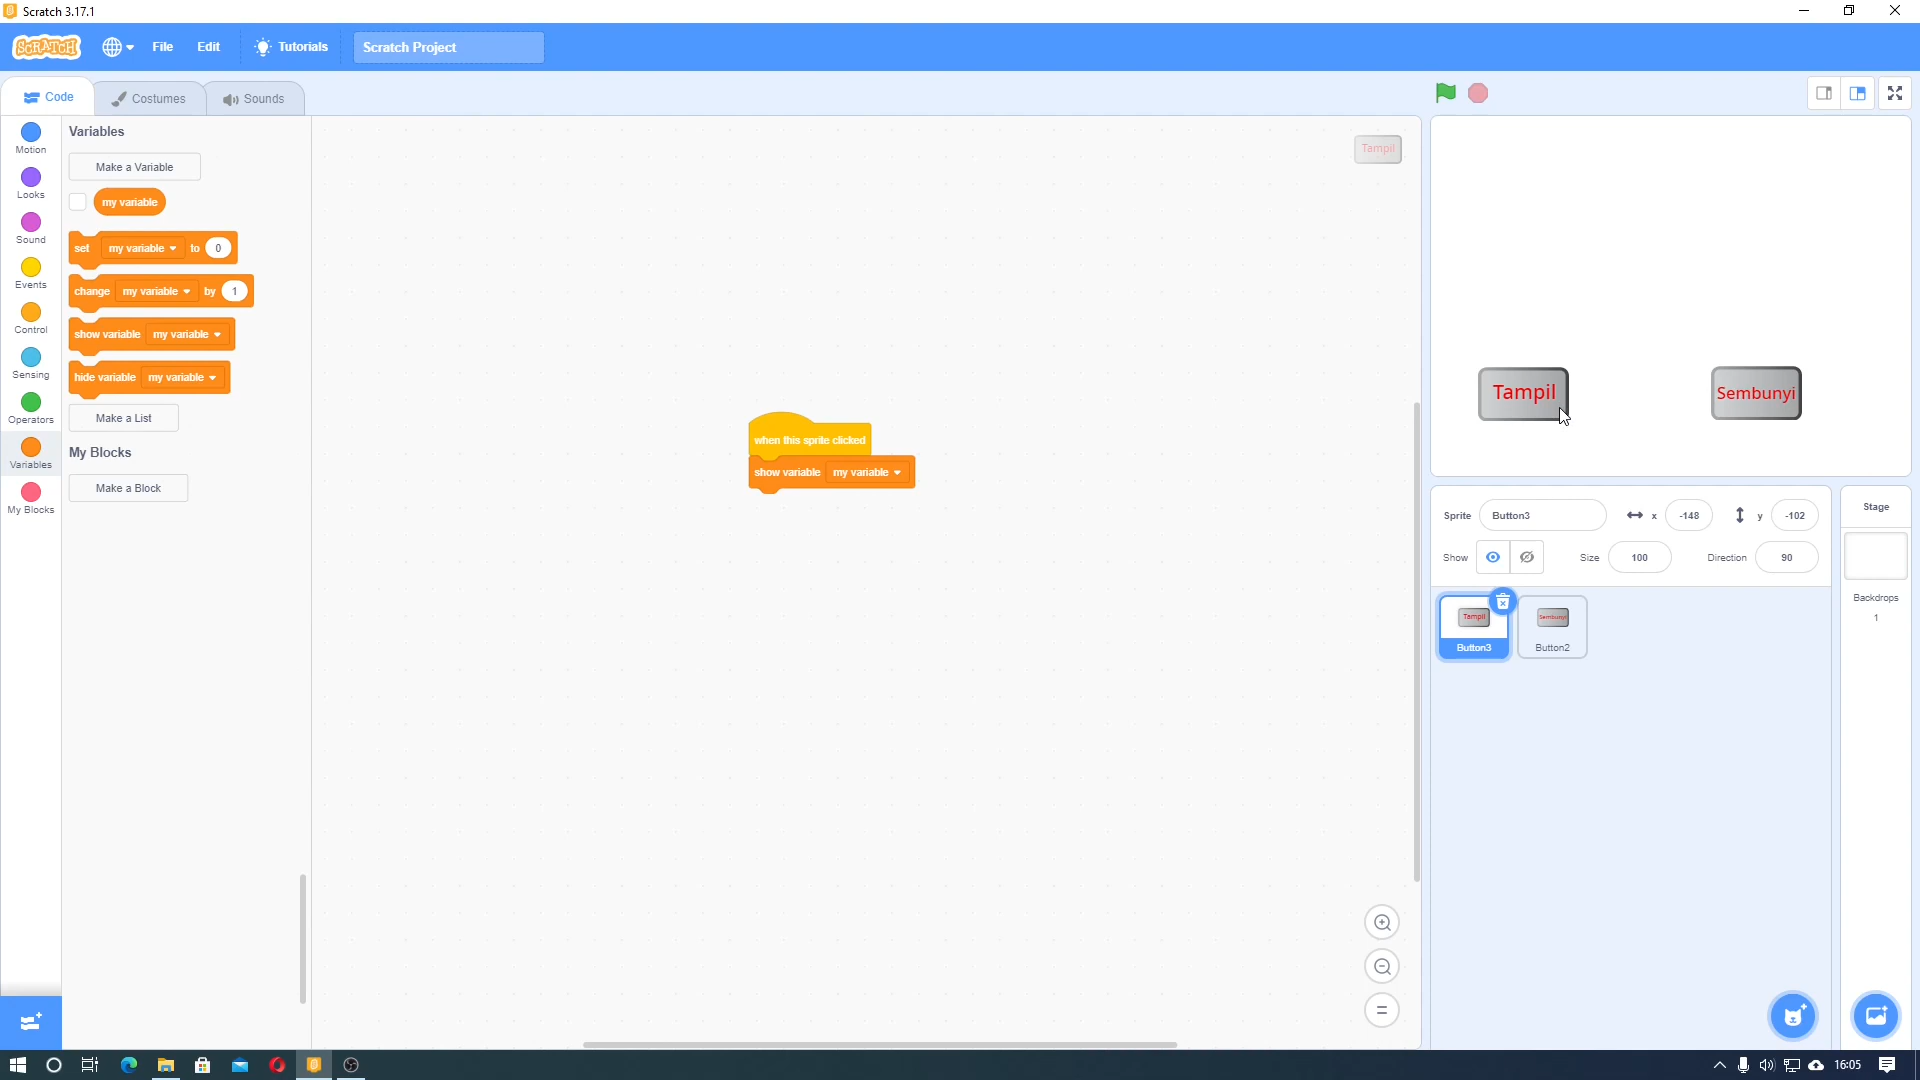 Scratch 3.17.1
SCRATCH
File
Edit
Tutorials
Scratch Project
Code
Costumes
Sounds
Motion
Looks
Sound
Events
Control
Sensing
Operators
Variables
My Blocks
Variables
Make a Variable
my variable
set my variable to 0
change my variable by 1
show variable my variable
hide variable my variable
Make a List
My Blocks
Make a Block
when this sprite clicked
show variable my variable
Tampil
Tampil
Sembunyi
Sprite Button3 x -148 y -102
Show Size 100 Direction 90
Tampil
Button3
Sembunyi
Button2
Stage
Backdrops
1
16:05